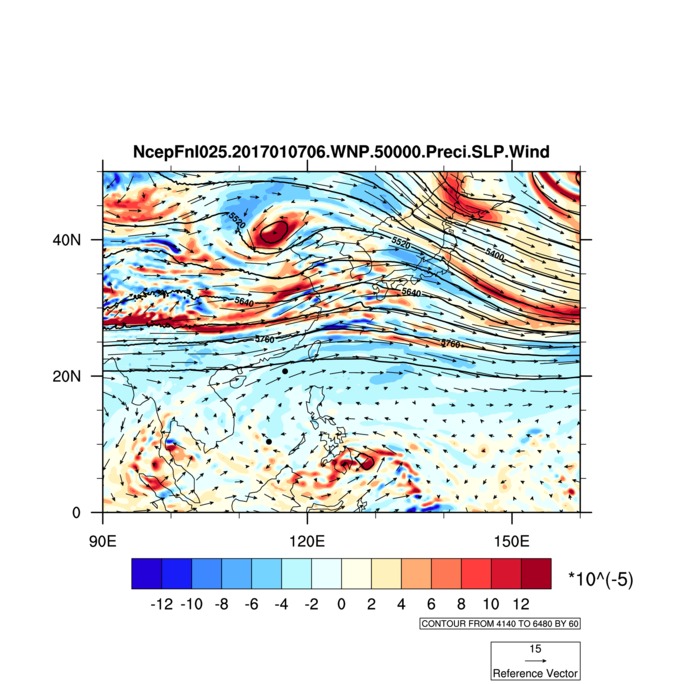 NcepFnl025.2017010706.WNP.50000.Preci.SLP.Wind
5520
40N
5520
5400
5640
5640
5760
5760
20N
0
90E 120E 150E
-12 -10 -8 -6 -4 -2 0 2 4 6 8 10 12 *10^(-5)
CONTOUR FROM 4140 TO 6480 BY 60
15
Reference Vector